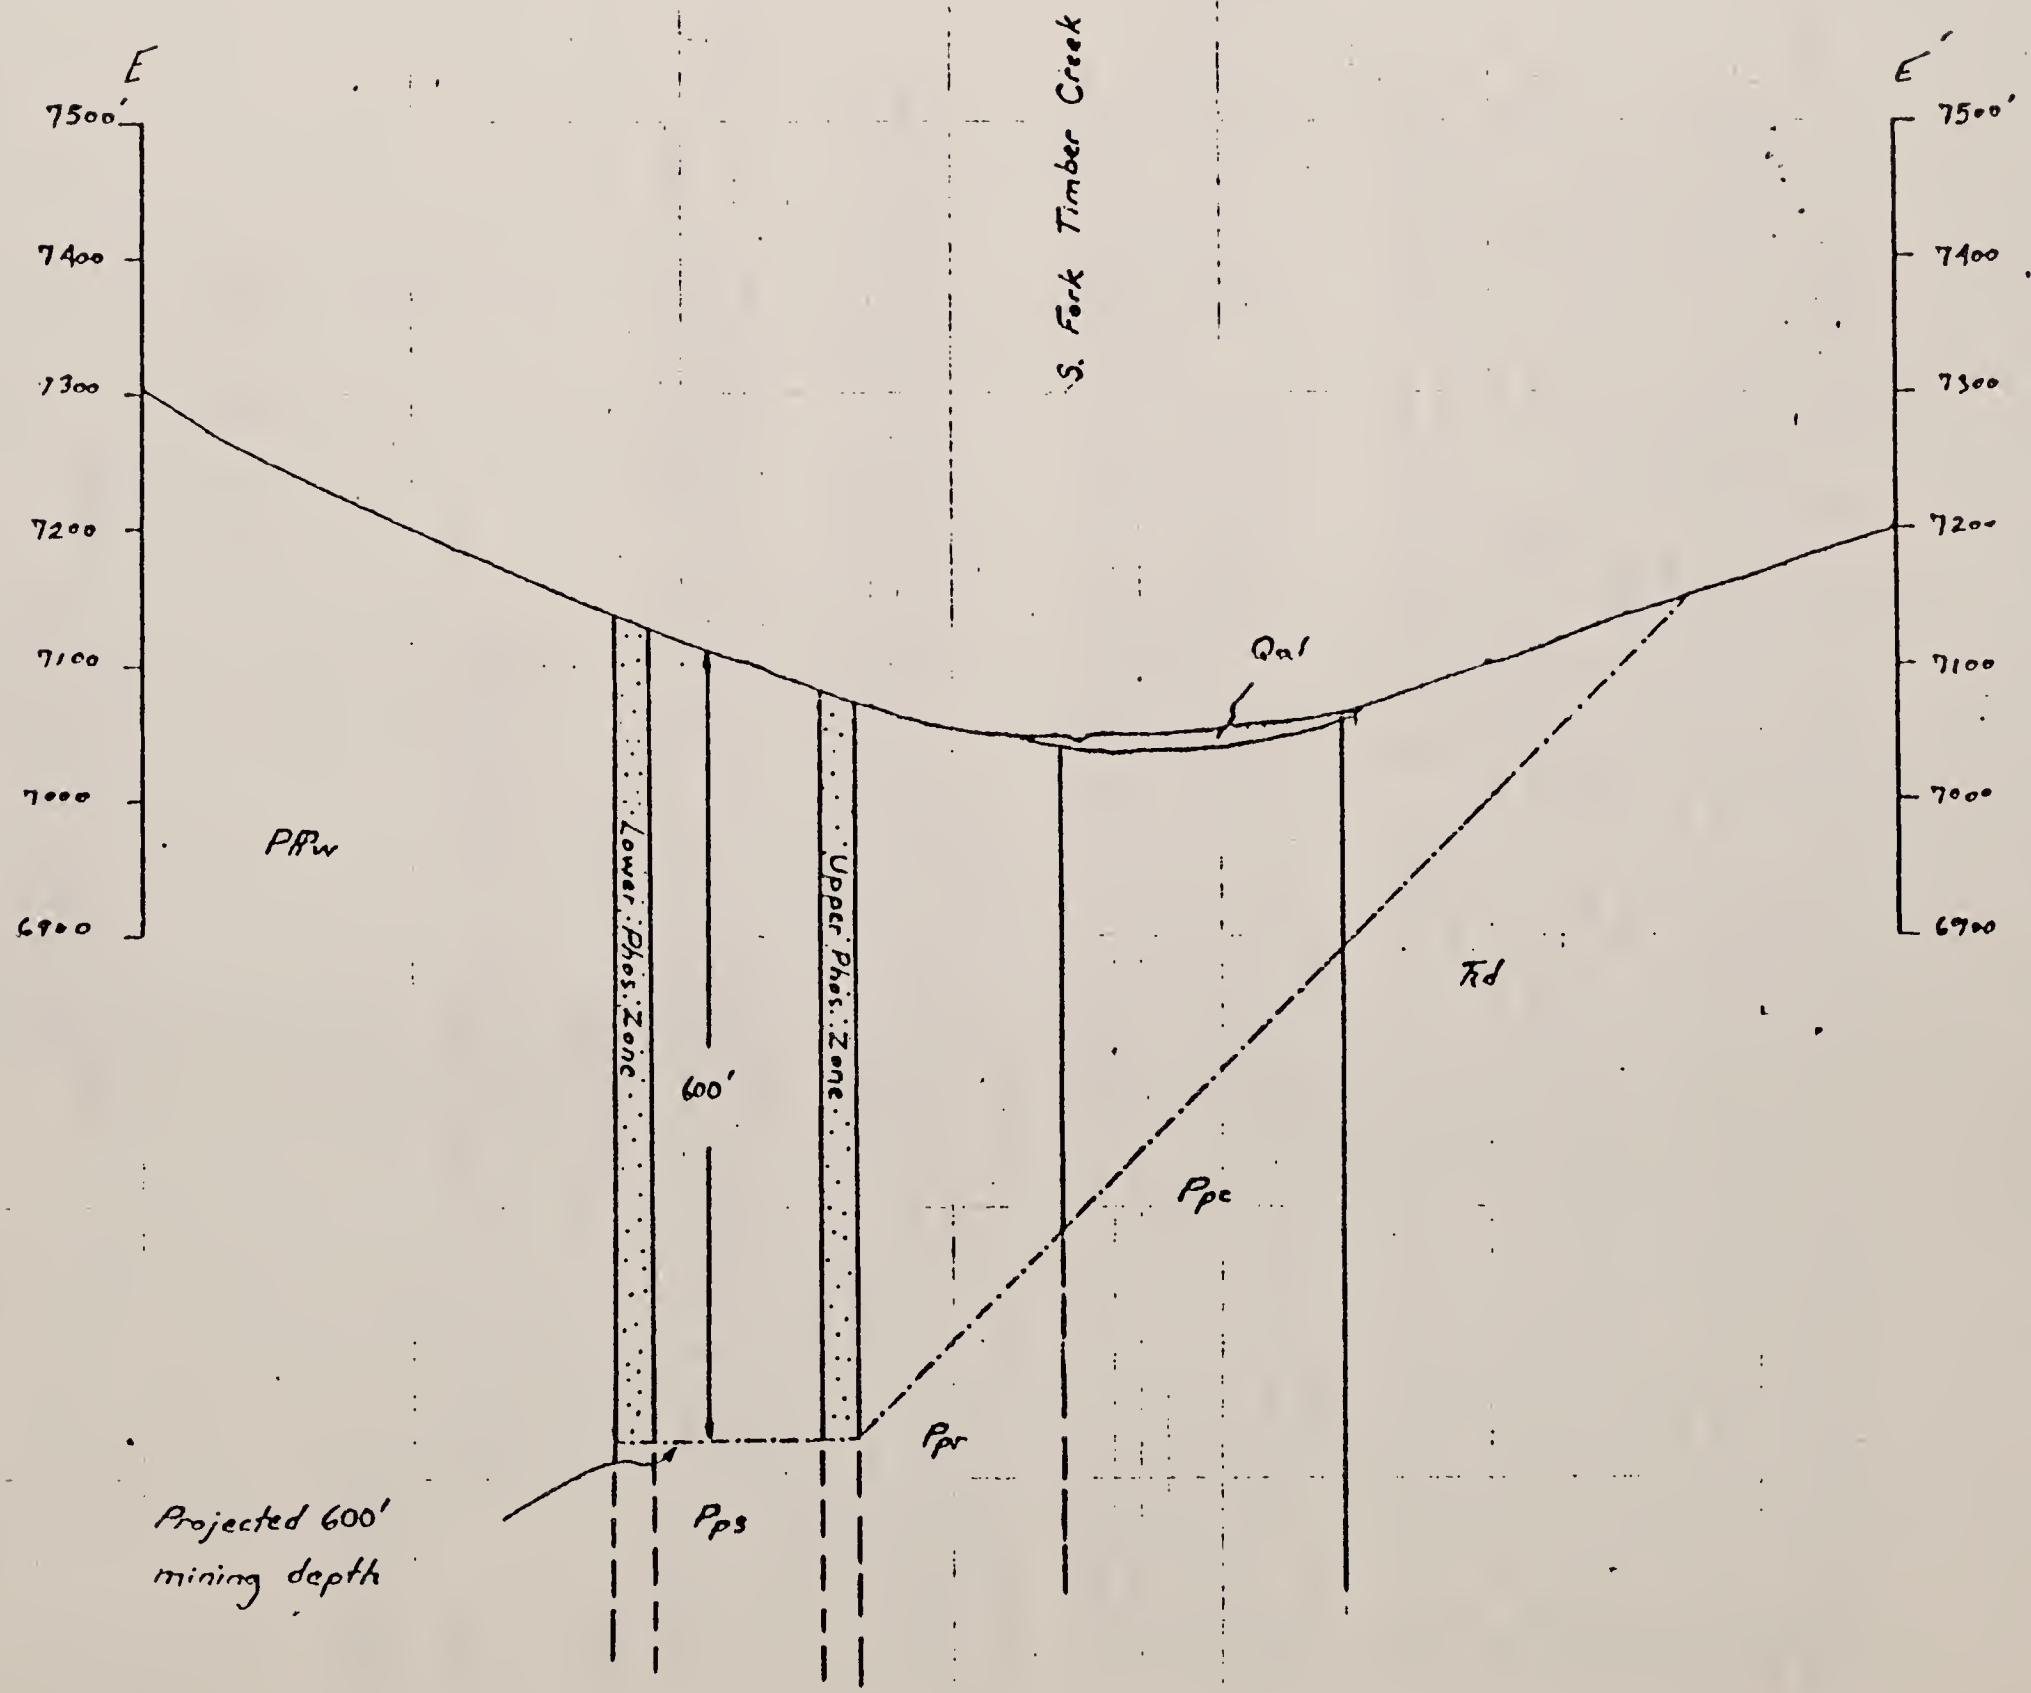 E
E'
7500'
7500'
7400
7400
7300
7300
7200
7200
7100
7100
7000
7000
6900
6900
S. Fork Timber Creek
Qal
PPw
Lower Phos. Zone
Upper Phos. Zone
600'
TRd
Ppc
Ppr
Pps
Projected 600'
mining depth